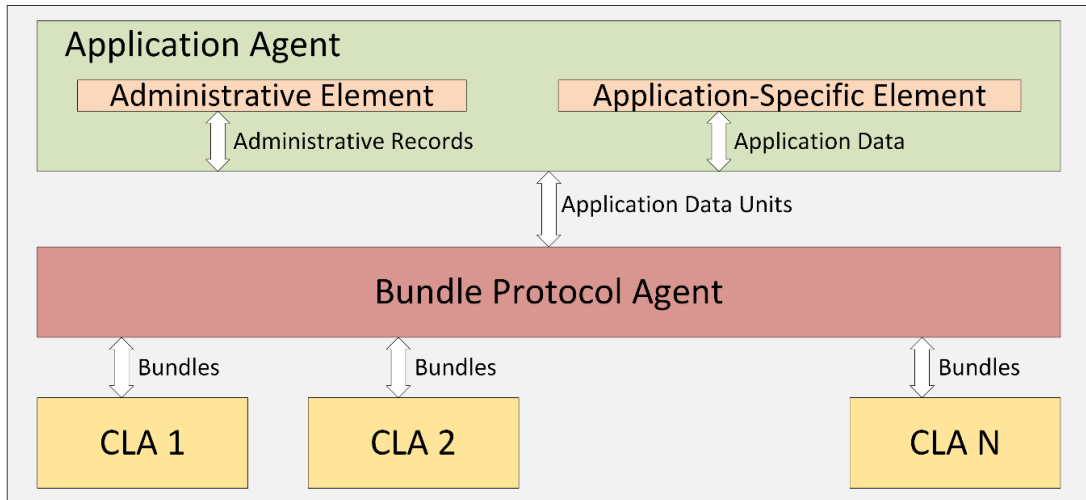 Application Agent
Administrative Element
Application-Specific Element
Administrative Records
Application Data
Application Data Units
Bundle Protocol Agent
Bundles
Bundles
Bundles
CLA 1
CLA 2
CLA N